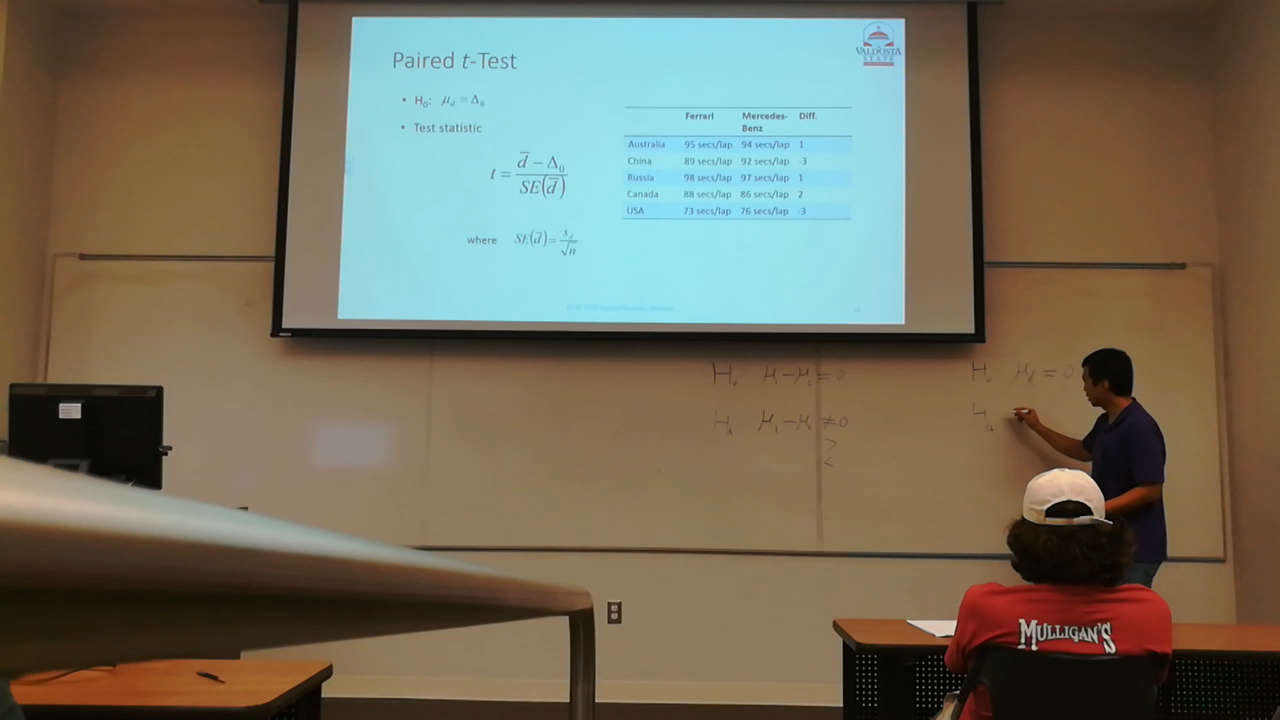 Paired t-Test
VALDOSTA
STATE
• H₀: μd = Δ₀
• Test statistic
t = (d̅ − Δ₀) / SE(d̅)
where SE(d̅) = sd / √n
Ferrari Mercedes-Benz Diff.
Australia 95 secs/lap 94 secs/lap 1
China 89 secs/lap 92 secs/lap -3
Russia 98 secs/lap 97 secs/lap 1
Canada 88 secs/lap 86 secs/lap 2
USA 73 secs/lap 76 secs/lap -3
H₀ μ₁−μ₂ = 0
HA μ₁−μ₂ ≠ 0
>
<
H₀ μd = 0
Ha
MULLIGAN'S